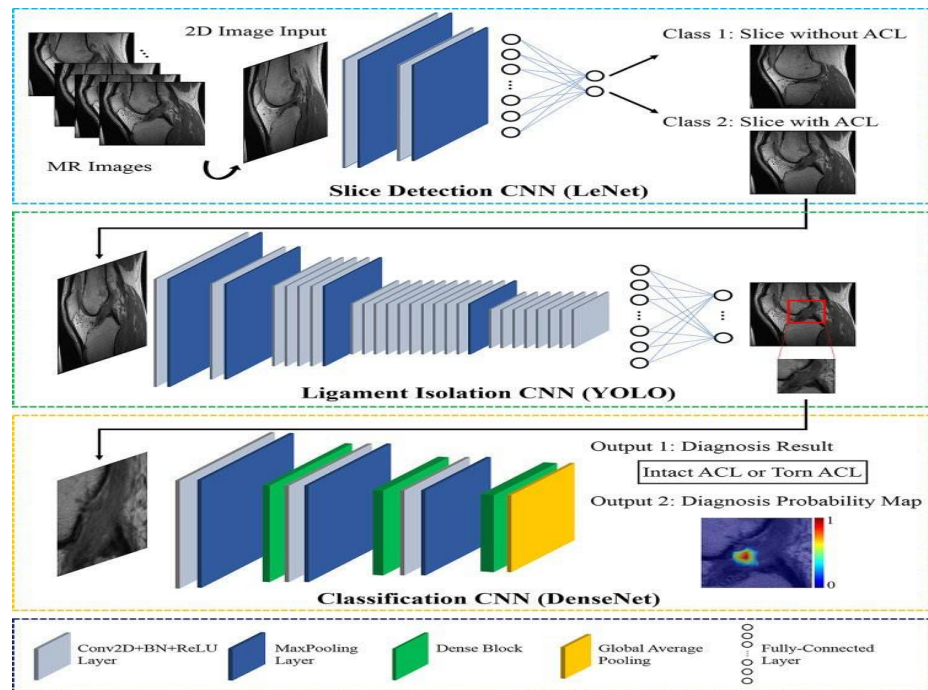 2D Image Input
MR Images
Class 1: Slice without ACL
Class 2: Slice with ACL
Slice Detection CNN (LeNet)
Ligament Isolation CNN (YOLO)
Output 1: Diagnosis Result
Intact ACL or Torn ACL
Output 2: Diagnosis Probability Map
1
0
Classification CNN (DenseNet)
Conv2D+BN+ReLU
Layer
MaxPooling
Layer
Dense Block
Global Average
Pooling
Fully-Connected
Layer